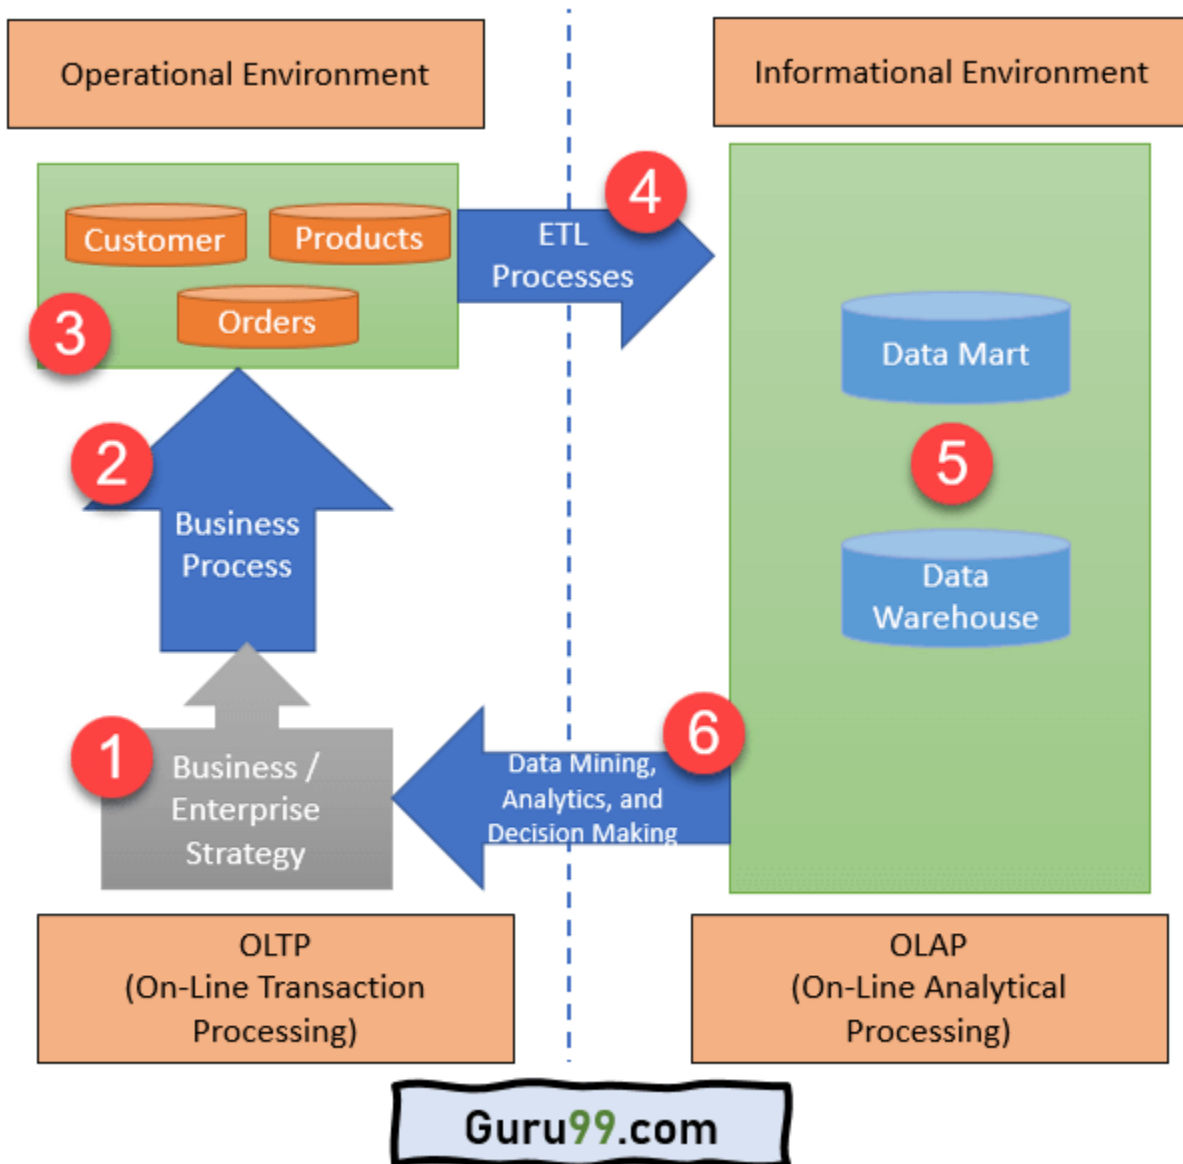 Operational Environment
Informational Environment
Customer
Products
Orders
3
ETL
Processes
4
2
Business
Process
1
Business /
Enterprise
Strategy
Data Mart
5
Data
Warehouse
6
Data Mining,
Analytics, and
Decision Making
OLTP
(On-Line Transaction
Processing)
OLAP
(On-Line Analytical
Processing)
Guru99.com